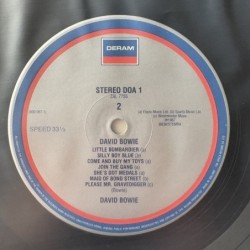 DERAM
STEREO DOA 1
2
SPEED 33⅓
DAVID BOWIE
LITTLE BOMBARDIER
SILLY BOY BLUE
COME AND BUY MY TOYS
JOIN THE GANG
SHE'S GOT MEDALS
MAID OF BOND STREET
PLEASE MR. GRAVEDIGGER
(Bowie)
DAVID BOWIE